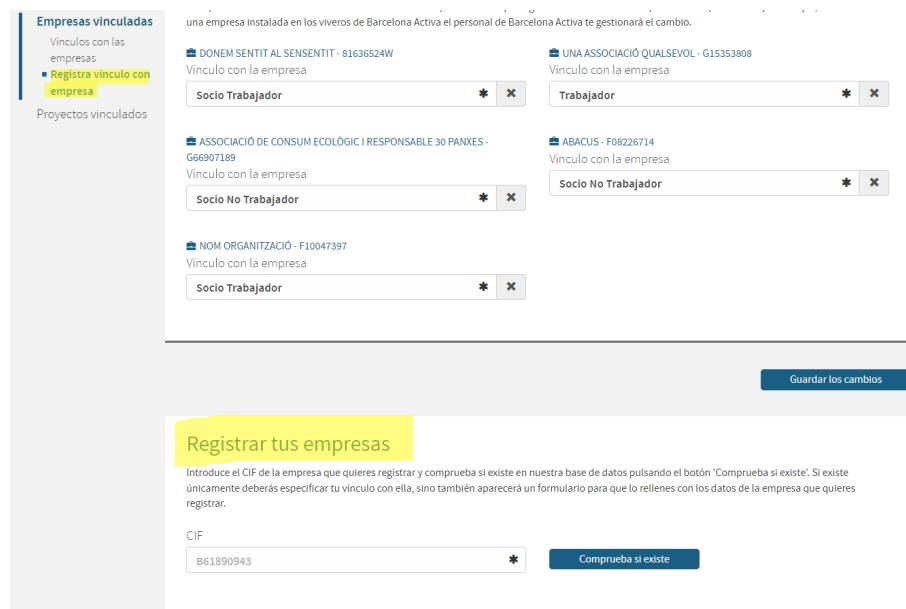 Empresas vinculadas
Vínculos con las
empresas
Registra vínculo con
empresa
Proyectos vinculados
una empresa instalada en los viveros de Barcelona Activa el personal de Barcelona Activa te gestionará el cambio.
DONEM SENTIT AL SENSENTIT - 81636524W
Vínculo con la empresa
Socio Trabajador
UNA ASSOCIACIÓ QUALSEVOL - G15353808
Vínculo con la empresa
Trabajador
ASSOCIACIÓ DE CONSUM ECOLÒGIC I RESPONSABLE 30 PANXES -
G66907189
Vínculo con la empresa
Socio No Trabajador
ABACUS - F08226714
Vínculo con la empresa
Socio No Trabajador
NOM ORGANITZACIÓ - F10047397
Vínculo con la empresa
Socio Trabajador
Guardar los cambios
Registrar tus empresas
Introduce el CIF de la empresa que quieres registrar y comprueba si existe en nuestra base de datos pulsando el botón 'Comprueba si existe'. Si existe
únicamente deberás especificar tu vínculo con ella, sino también aparecerá un formulario para que lo rellenes con los datos de la empresa que quieres
registrar.
CIF
B61890943
Comprueba si existe